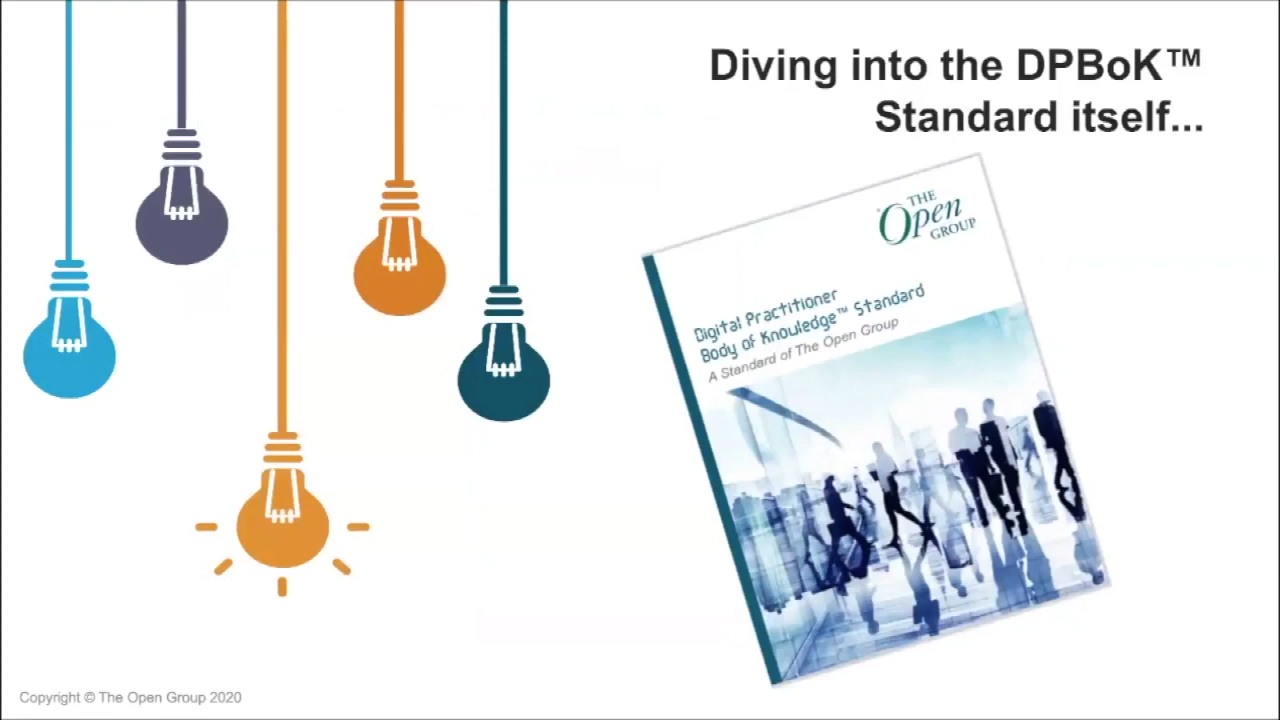 Diving into the DPBoK™
Standard itself...
THE
Open
GROUP
Digital Practitioner
Body of Knowledge™ Standard
A Standard of The Open Group
Copyright © The Open Group 2020